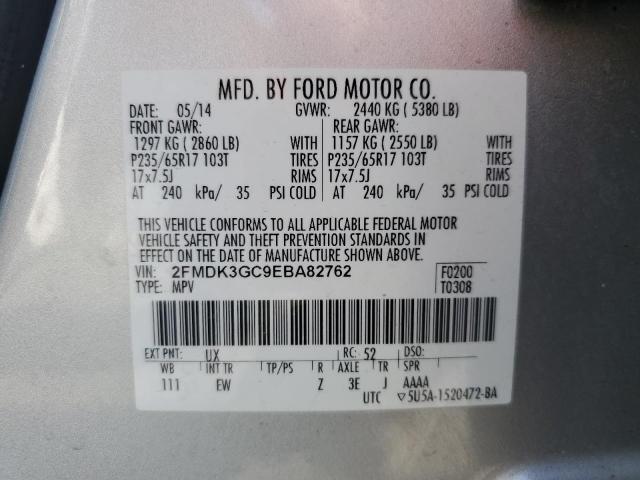 MFD. BY FORD MOTOR CO.
DATE: 05/14 GVWR: 2440 KG ( 5380 LB)
FRONT GAWR: REAR GAWR:
1297 KG ( 2860 LB) WITH 1157 KG ( 2550 LB) WITH
P235/65R17 103T TIRES P235/65R17 103T TIRES
17x7.5J RIMS 17x7.5J RIMS
AT 240 kPa/ 35 PSI COLD AT 240 kPa/ 35 PSI COLD
THIS VEHICLE CONFORMS TO ALL APPLICABLE FEDERAL MOTOR
VEHICLE SAFETY AND THEFT PREVENTION STANDARDS IN
EFFECT ON THE DATE OF MANUFACTURE SHOWN ABOVE.
VIN: 2FMDK3GC9EBA82762 F0200
TYPE: MPV T0308
EXT PNT: UX RC: 52 DSO:
WB INT TR TP/PS R AXLE TR SPR
111 EW Z 3E J AAAA
UTC ▽5U5A-1520472-BA